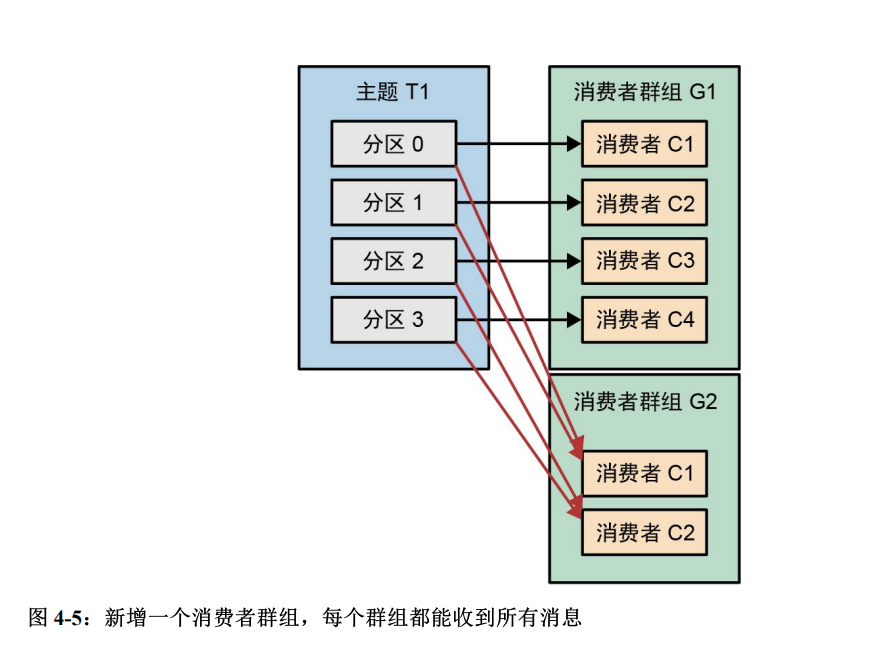 主题 T1
分区 0
分区 1
分区 2
分区 3
消费者群组 G1
消费者 C1
消费者 C2
消费者 C3
消费者 C4
消费者群组 G2
消费者 C1
消费者 C2
图 4-5：新增一个消费者群组，每个群组都能收到所有消息